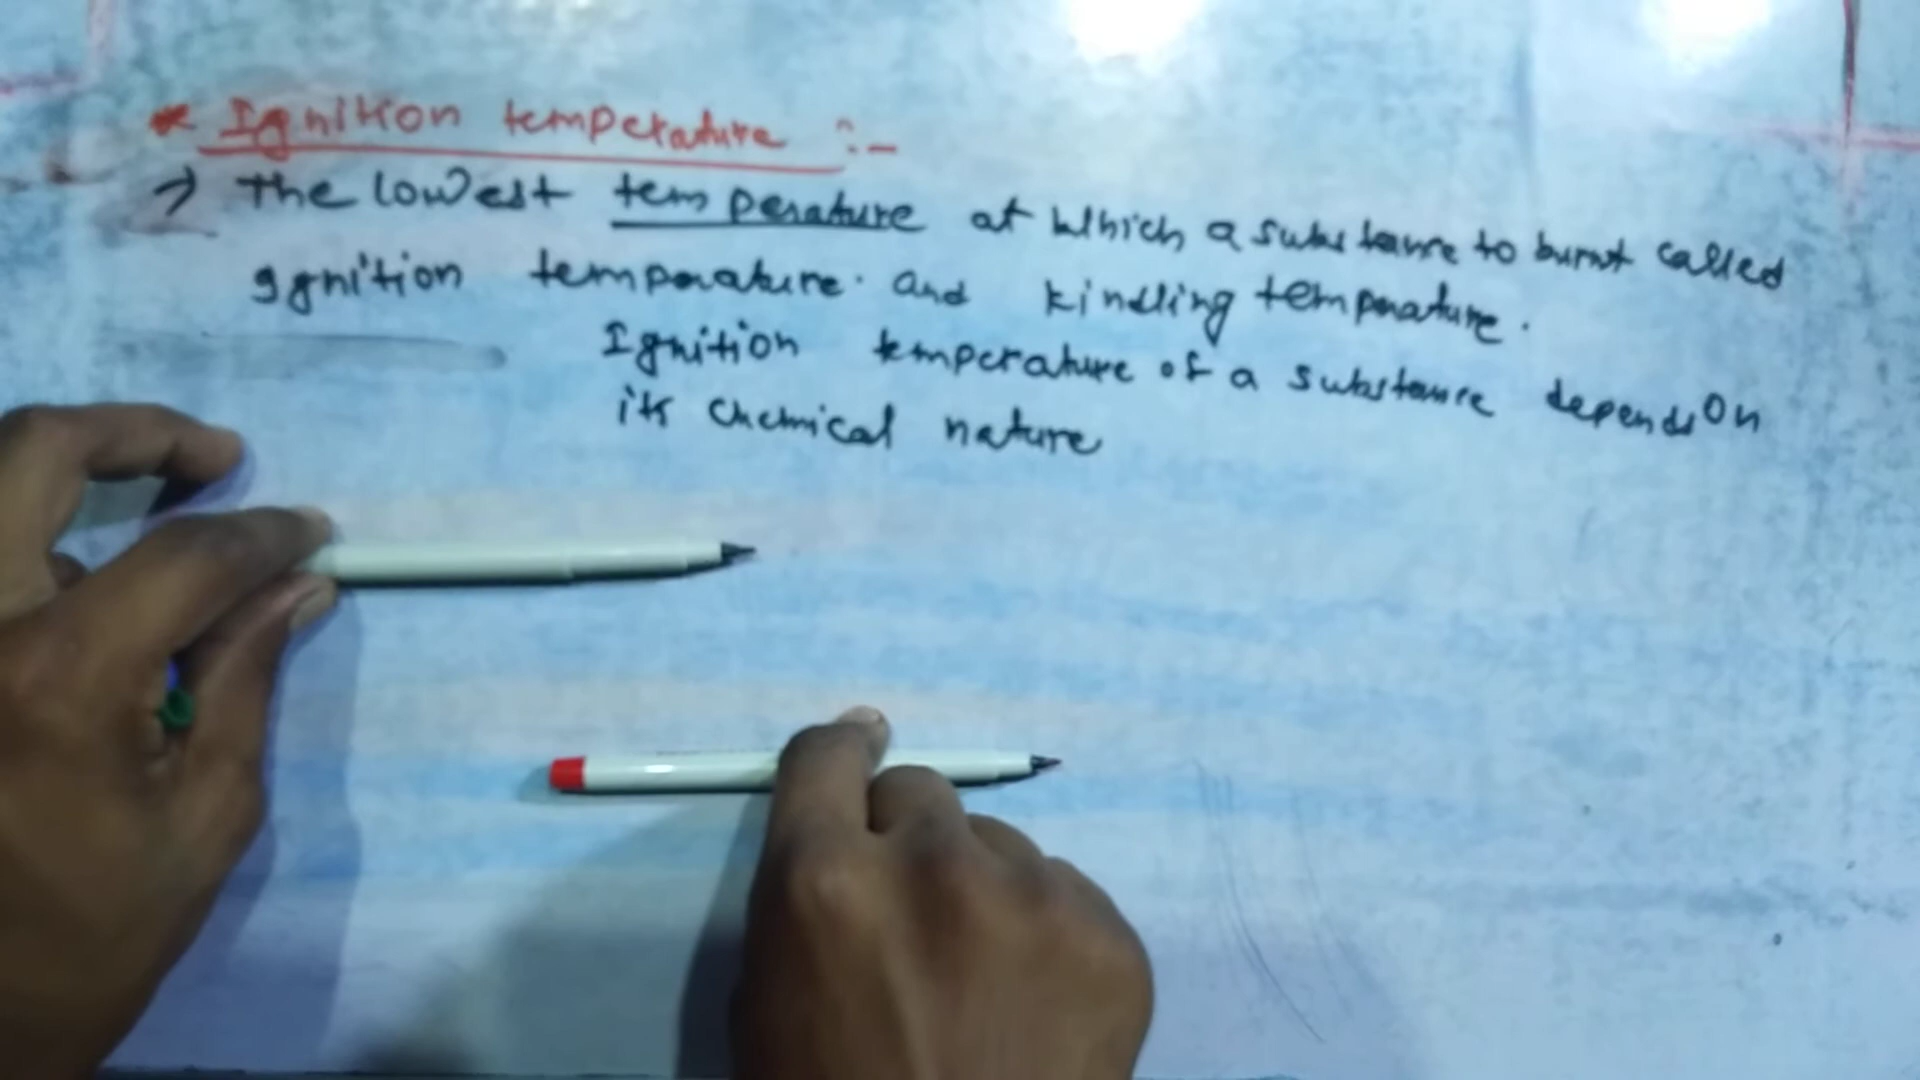 * Ignition temperature :-
→ The lowest temperature at which a substance to burnt called
Ignition temperature. and kindling temperature.
Ignition temperature of a substance depends on
its chemical nature